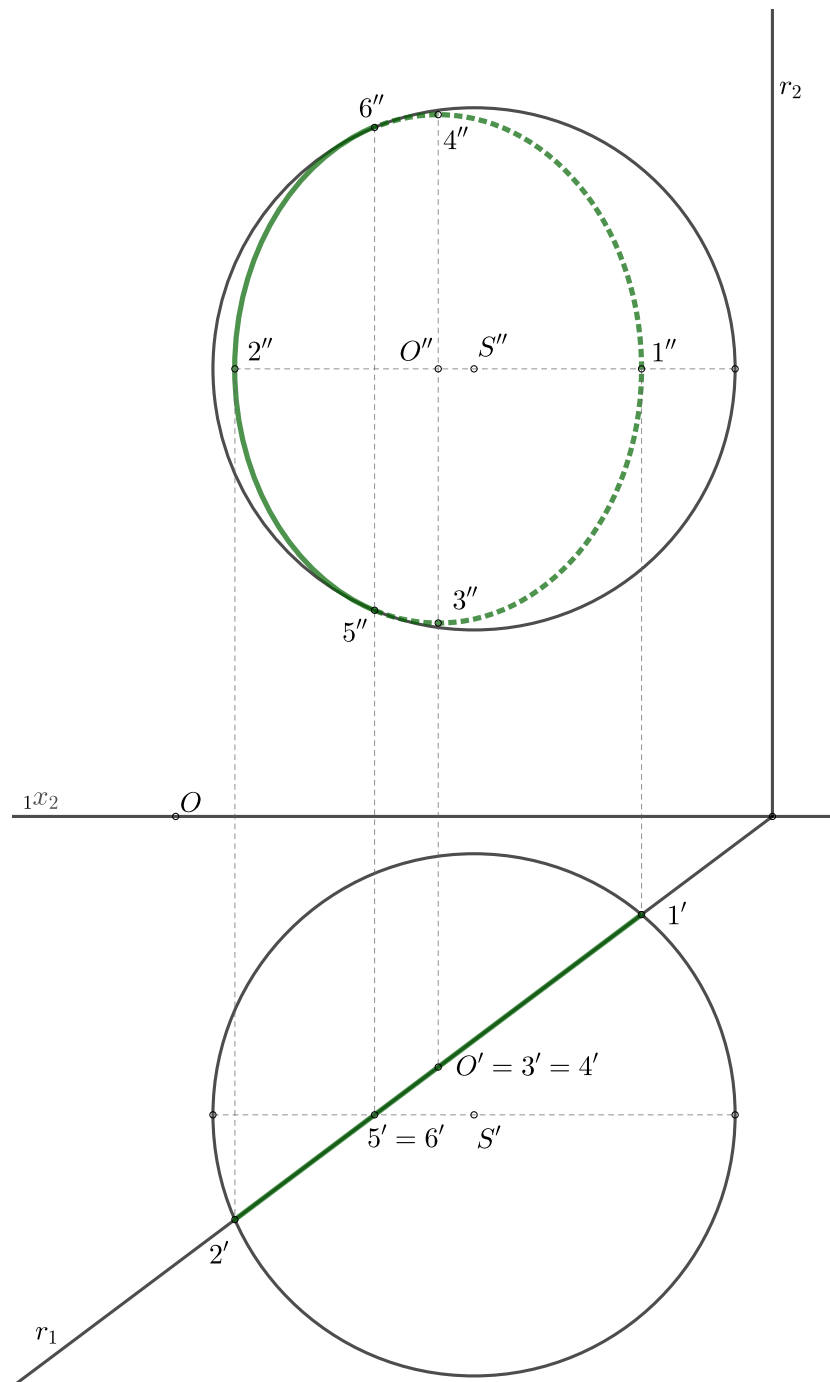 6″
r₂
4″
2″
O″
S″
1″
3″
5″
₁x₂
O
1′
O′ = 3′ = 4′
5′ = 6′
S′
2′
r₁